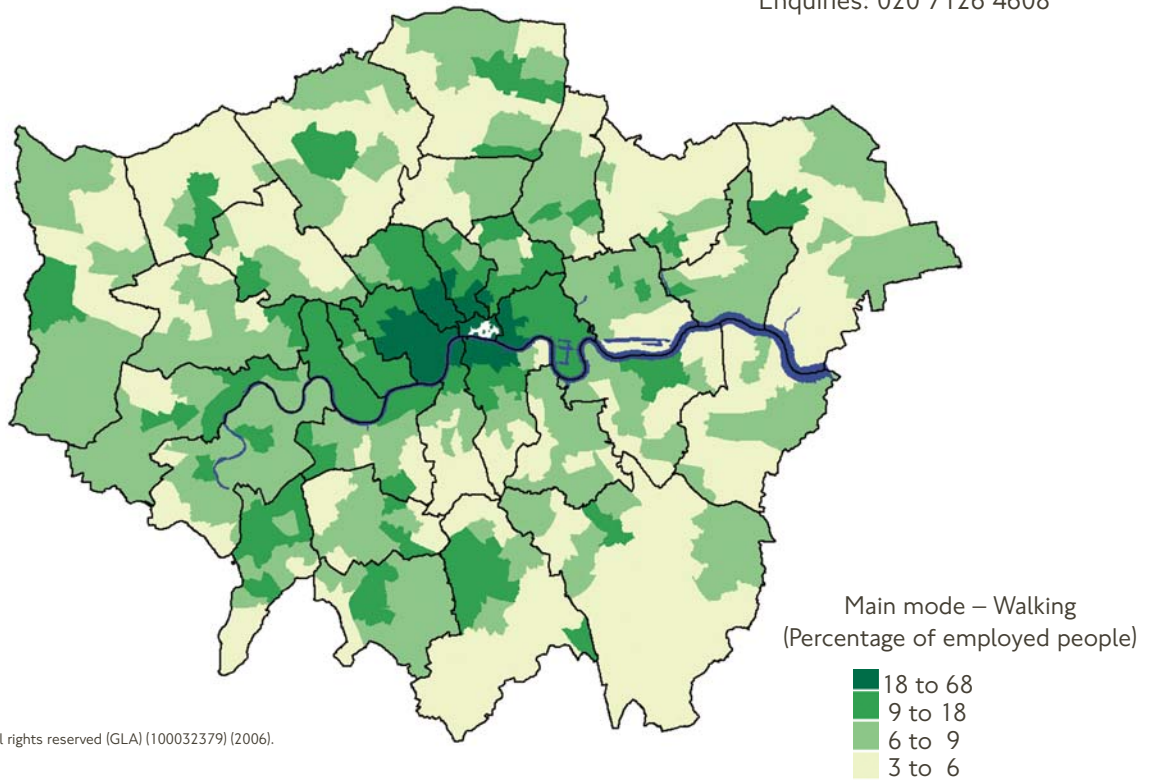 Enquiries: 020 7126 4608
Main mode – Walking
(Percentage of employed people)
18 to 68
9 to 18
6 to 9
3 to 6
rights reserved (GLA) (100032379) (2006).